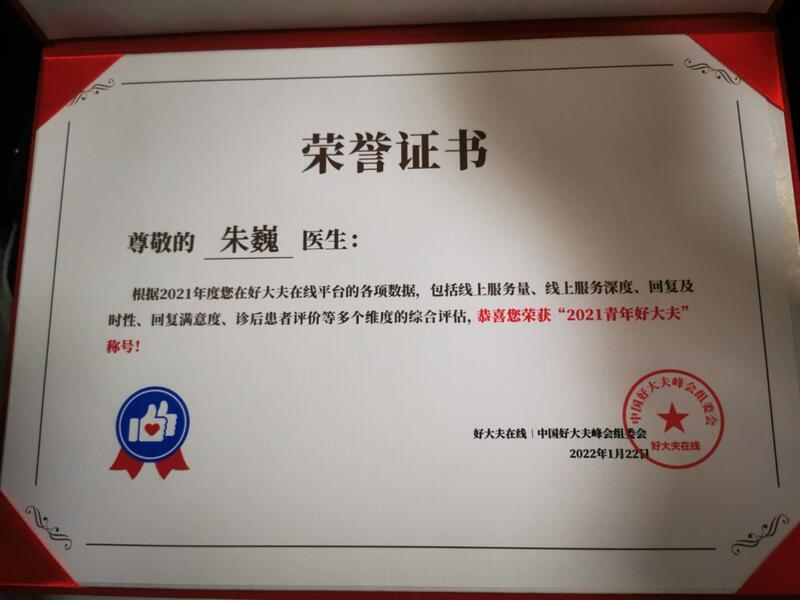 荣誉证书
尊敬的 朱巍 医生：
根据2021年度您在好大夫在线平台的各项数据，包括线上服务量、线上服务深度、回复及
时性、回复满意度、诊后患者评价等多个维度的综合评估，恭喜您荣获“2021青年好大夫”
称号！
好大夫在线｜中国好大夫峰会组委会
2022年1月22日
中国好大夫峰会组委会
好大夫在线